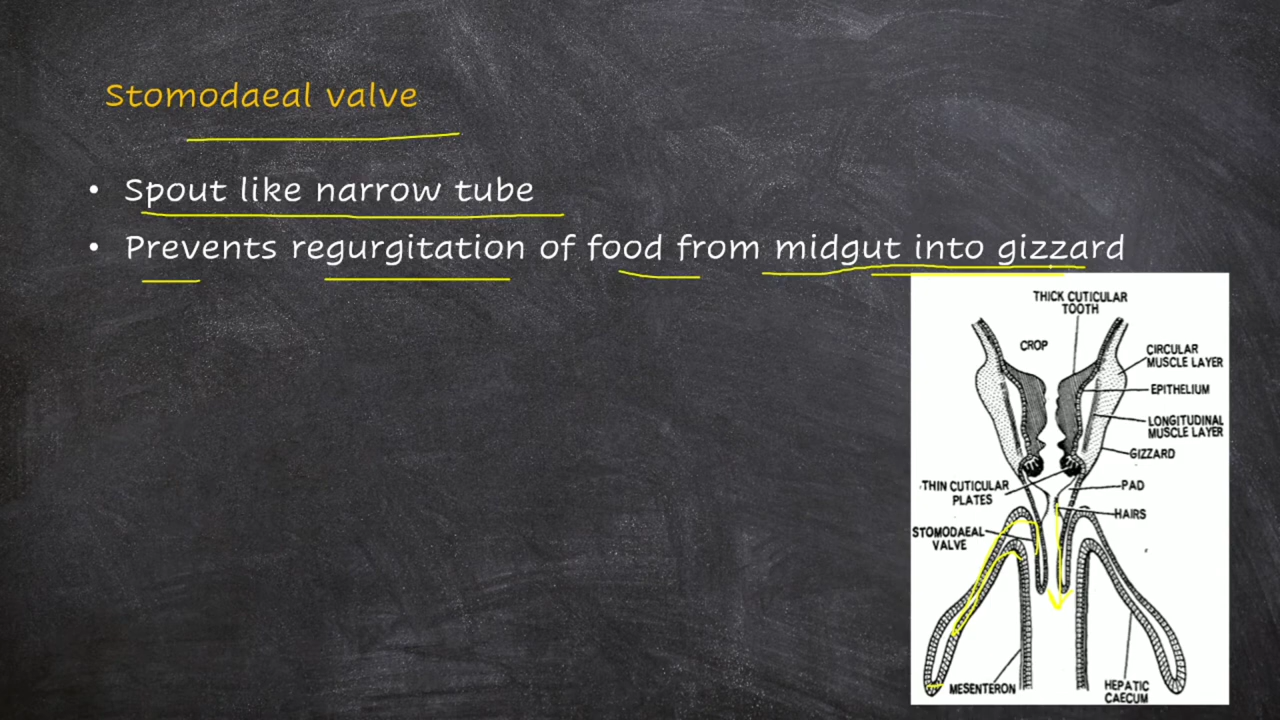 Stomodaeal valve
• Spout like narrow tube
• Prevents regurgitation of food from midgut into gizzard
THICK CUTICULAR
TOOTH
CROP
CIRCULAR
MUSCLE LAYER
EPITHELIUM
LONGITUDINAL
MUSCLE LAYER
GIZZARD
THIN CUTICULAR
PLATES
PAD
HAIRS
STOMODAEAL
VALVE
MESENTERON
HEPATIC
CAECUM